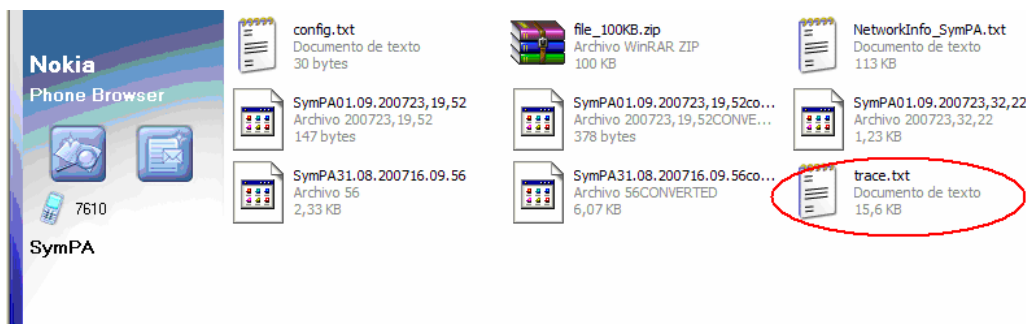 Nokia
Phone Browser
7610
SymPA
config.txt
Documento de texto
30 bytes
file_100KB.zip
Archivo WinRAR ZIP
100 KB
NetworkInfo_SymPA.txt
Documento de texto
113 KB
SymPA01.09.200723,19,52
Archivo 200723,19,52
147 bytes
SymPA01.09.200723,19,52co...
Archivo 200723,19,52CONVE...
378 bytes
SymPA01.09.200723,32,22
Archivo 200723,32,22
1,23 KB
SymPA31.08.200716.09.56
Archivo 56
2,33 KB
SymPA31.08.200716.09.56co...
Archivo 56CONVERTED
6,07 KB
trace.txt
Documento de texto
15,6 KB